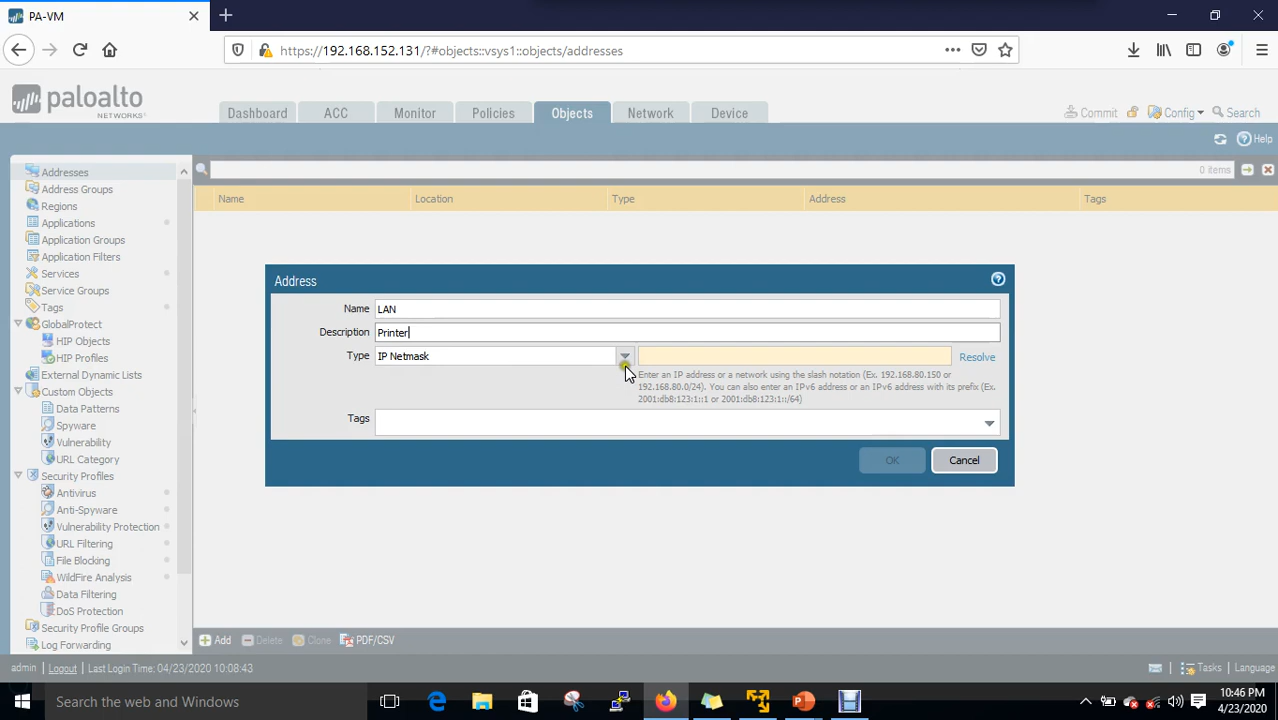 PA-VM
https://192.168.152.131/?#objects::vsys1::objects/addresses
paloalto
NETWORKS
Dashboard
ACC
Monitor
Policies
Objects
Network
Device
Commit
Config
Search
Help
Addresses
Address Groups
Regions
Applications
Application Groups
Application Filters
Services
Service Groups
Tags
GlobalProtect
HIP Objects
HIP Profiles
External Dynamic Lists
Custom Objects
Data Patterns
Spyware
Vulnerability
URL Category
Security Profiles
Antivirus
Anti-Spyware
Vulnerability Protection
URL Filtering
File Blocking
WildFire Analysis
Data Filtering
DoS Protection
Security Profile Groups
Log Forwarding
0 items
Name Location Type Address Tags
Address
Name LAN
Description Printer
Type IP Netmask
Resolve
Enter an IP address or a network using the slash notation (Ex. 192.168.80.150 or
192.168.80.0/24). You can also enter an IPv6 address or an IPv6 address with its prefix (Ex.
2001:db8:123:1::1 or 2001:db8:123:1::/64)
Tags
OK
Cancel
Add Delete Clone PDF/CSV
admin Logout Last Login Time: 04/23/2020 10:08:43
Tasks Language
Search the web and Windows
10:46 PM
4/23/2020